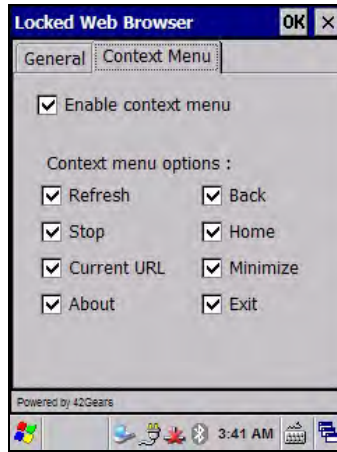 Locked Web Browser OK ×
General Context Menu
Enable context menu
Context menu options :
Refresh Back
Stop Home
Current URL Minimize
About Exit
Powered by 42Gears
3:41 AM